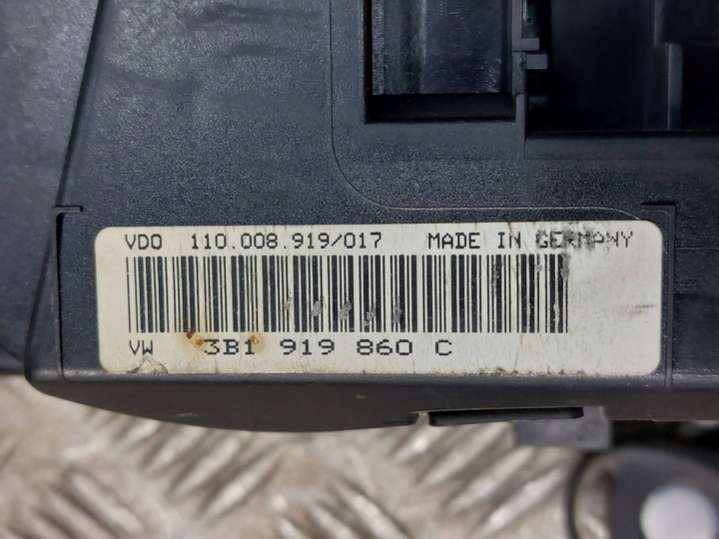 VDO 110.008.919/017 MADE IN GERMANY
VW 3B1 919 860 C